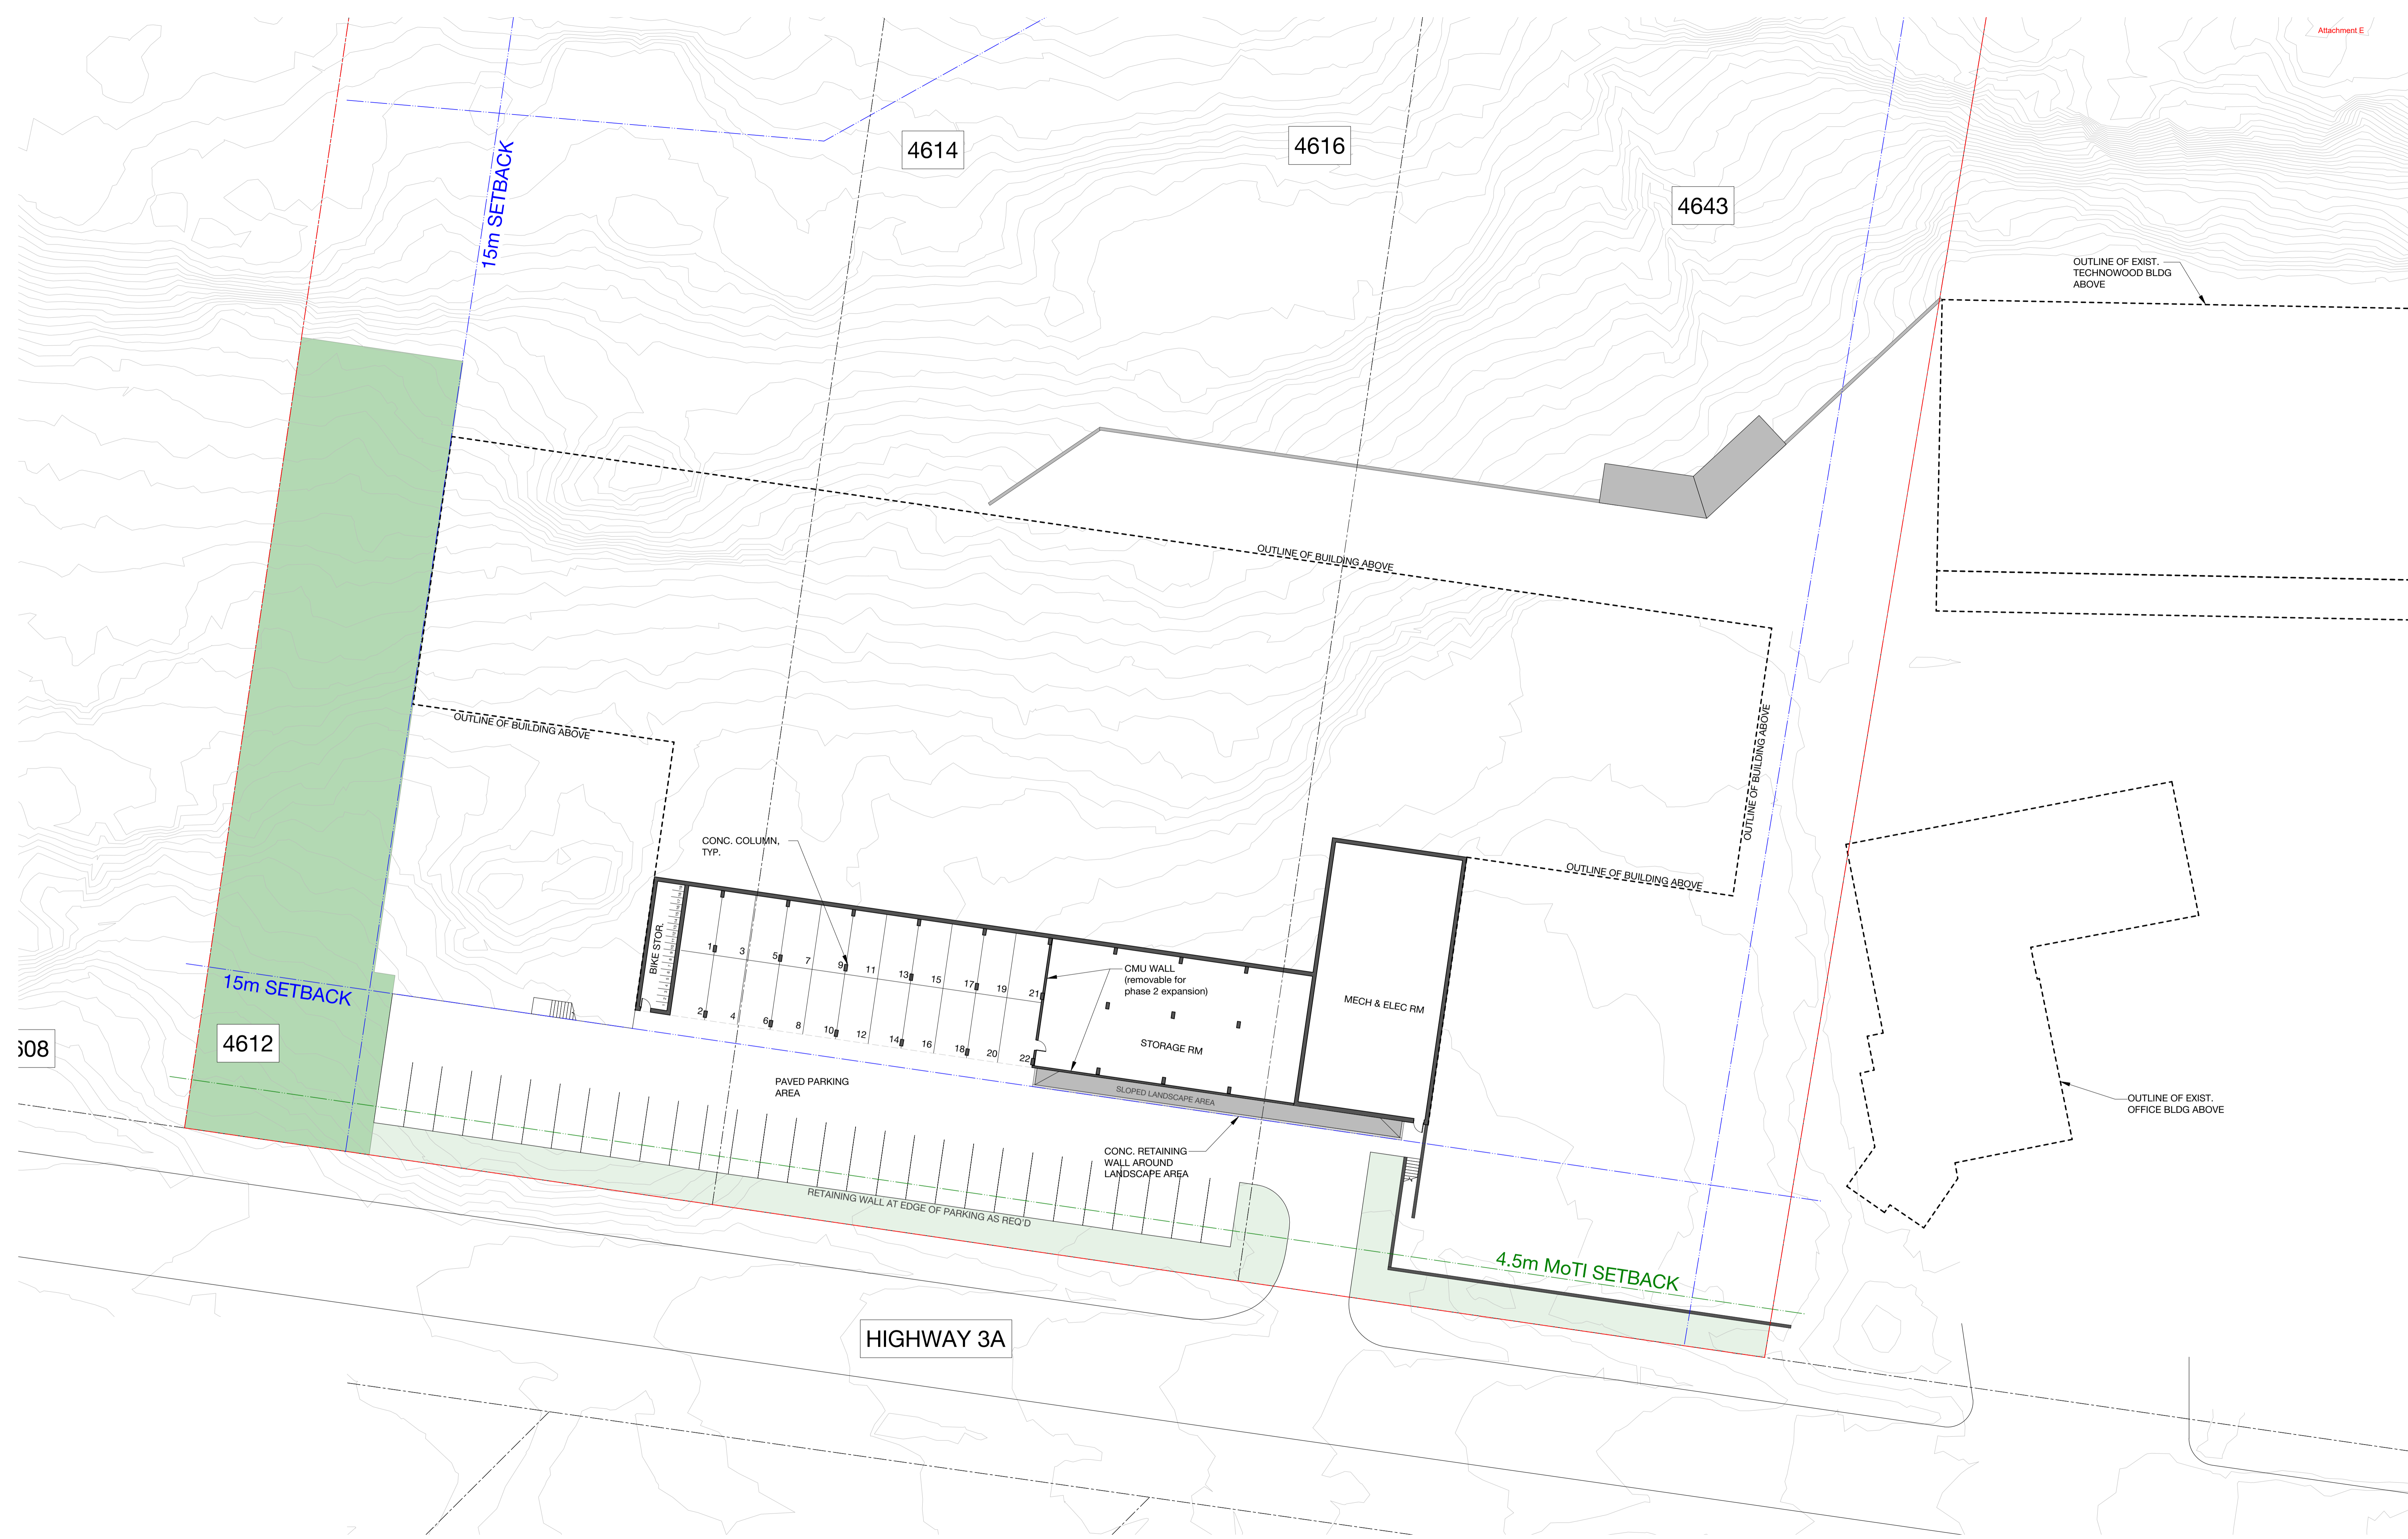 Attachment E
4614
4616
4643
15m SETBACK
OUTLINE OF EXIST.
TECHNOWOOD BLDG
ABOVE
OUTLINE OF BUILDING ABOVE
OUTLINE OF BUILDING ABOVE
OUTLINE OF BUILDING ABOVE
OUTLINE OF BUILDING ABOVE
CONC. COLUMN,
TYP.
BIKE STOR.
1
3
5
7
9
11
13
15
17
19
21
2
4
6
8
10
12
14
16
18
20
22
CMU WALL
(removable for
phase 2 expansion)
MECH & ELEC RM
STORAGE RM
SLOPED LANDSCAPE AREA
15m SETBACK
608
4612
PAVED PARKING
AREA
CONC. RETAINING
WALL AROUND
LANDSCAPE AREA
RETAINING WALL AT EDGE OF PARKING AS REQ'D
OUTLINE OF EXIST.
OFFICE BLDG ABOVE
4.5m MoTI SETBACK
HIGHWAY 3A